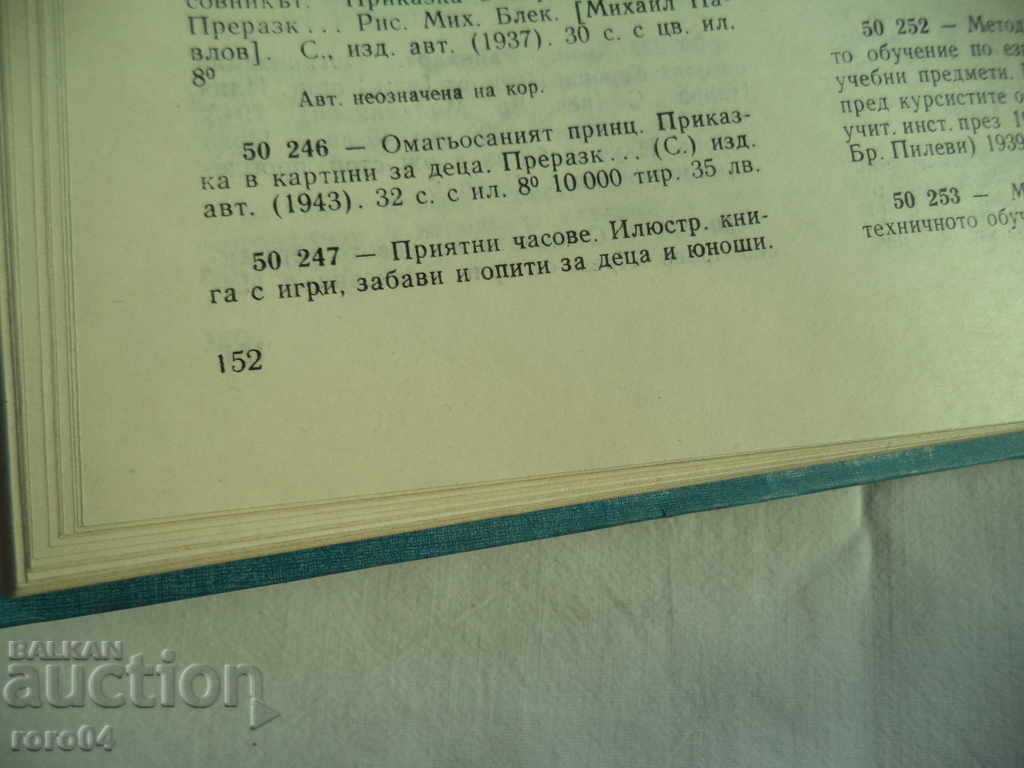 Преразк... Рис. Мих. Блек. [Михаил Па-
влов]. С., изд. авт. (1937). 30 с. с цв. ил.
8⁰
Авт. неозначена на кор.
50 246 — Омагьосаният принц. Приказ-
ка в картини за деца. Преразк... (С.) изд.
авт. (1943). 32 с. с ил. 8⁰ 10 000 тир. 35 лв.
50 247 — Приятни часове. Илюстр. кни-
га с игри, забави и опити за деца и юноши.
152
50 252 — Метод
то обучение по ез
учебни предмети.
пред курсистите о
учит. инст. през 19
Бр. Пилеви) 1939
50 253 — М
техничното обуч
BALKAN
auction
roro04